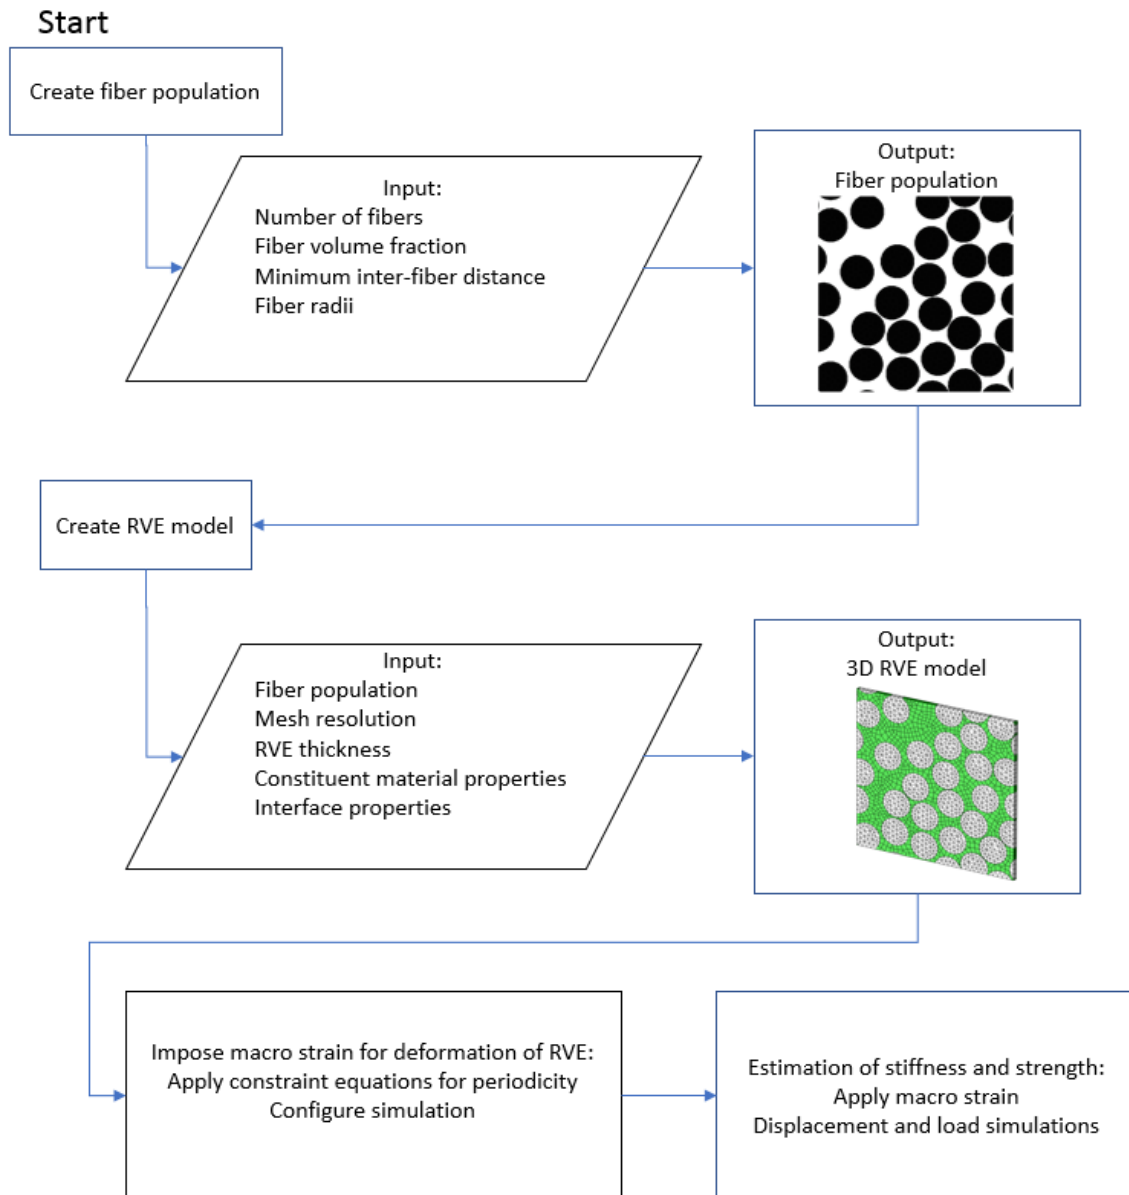 Start
Create fiber population
Input:
Number of fibers
Fiber volume fraction
Minimum inter-fiber distance
Fiber radii
Output:
Fiber population
Create RVE model
Input:
Fiber population
Mesh resolution
RVE thickness
Constituent material properties
Interface properties
Output:
3D RVE model
Impose macro strain for deformation of RVE:
Apply constraint equations for periodicity
Configure simulation
Estimation of stiffness and strength:
Apply macro strain
Displacement and load simulations